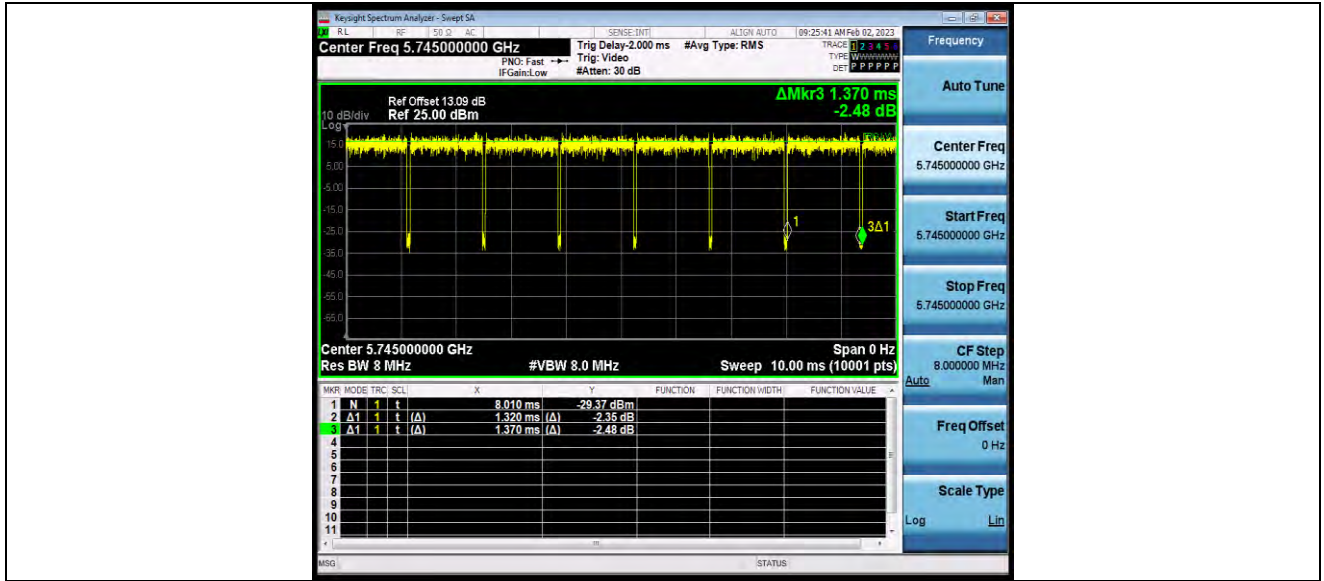 Keysight Spectrum Analyzer - Swept SA
RL RF 50 Ω AC SENSE:INT ALIGN AUTO 09:25:41 AM Feb 02, 2023
Center Freq 5.745000000 GHz
PNO: Fast
IFGain:Low
Trig Delay-2.000 ms
Trig: Video
#Atten: 30 dB
#Avg Type: RMS
TRACE 1 2 3 4 5 6
TYPE WWWWWW
DET P P P P P P
Frequency
ΔMkr3 1.370 ms
-2.48 dB
Ref Offset 13.09 dB
10 dB/div Ref 25.00 dBm
Log
15.0
5.00
-5.00
-15.0
-25.0
-35.0
-45.0
-55.0
-65.0
1
3Δ1
Center 5.745000000 GHz Span 0 Hz
Res BW 8 MHz #VBW 8.0 MHz Sweep 10.00 ms (10001 pts)
MKR MODE TRC SCL X Y FUNCTION FUNCTION WIDTH FUNCTION VALUE
1 N 1 t 8.010 ms -29.37 dBm
2 Δ1 1 t (Δ) 1.320 ms (Δ) -2.35 dB
3 Δ1 1 t (Δ) 1.370 ms (Δ) -2.48 dB
4
5
6
7
8
9
10
11
MSG STATUS
Auto Tune
Center Freq
5.745000000 GHz
Start Freq
5.745000000 GHz
Stop Freq
5.745000000 GHz
CF Step
8.000000 MHz
Auto Man
Freq Offset
0 Hz
Scale Type
Log Lin